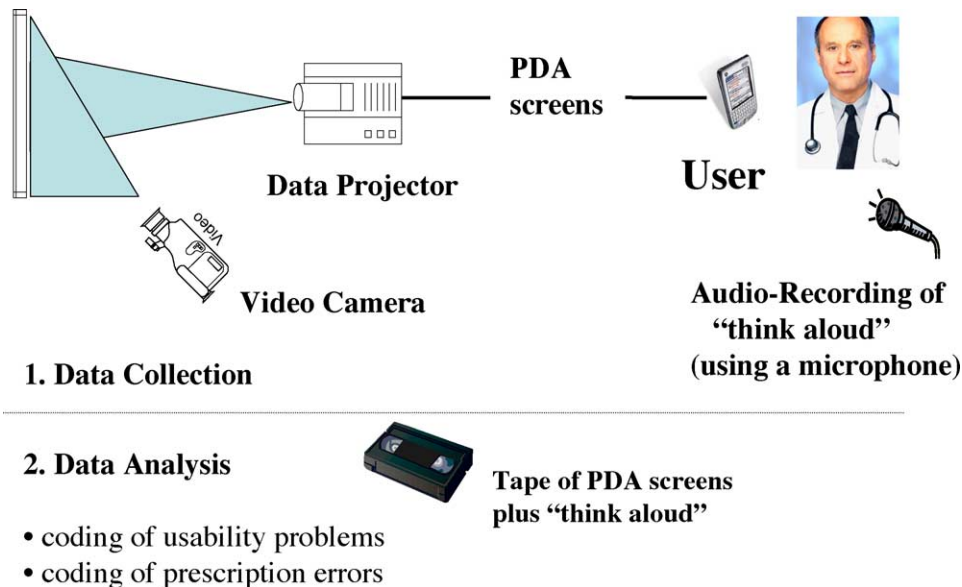 PDA
screens
Data Projector
User
Video
Video Camera
Audio-Recording of
“think aloud”
(using a microphone)
1. Data Collection
2. Data Analysis
Tape of PDA screens
plus “think aloud”
• coding of usability problems
• coding of prescription errors